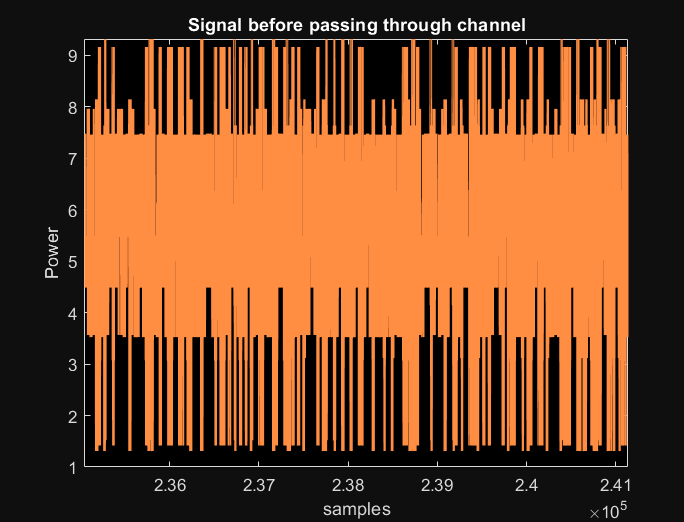 Signal before passing through channel
9
8
7
6
5
4
3
2
1
Power
2.36 2.37 2.38 2.39 2.4 2.41
samples
×10^5